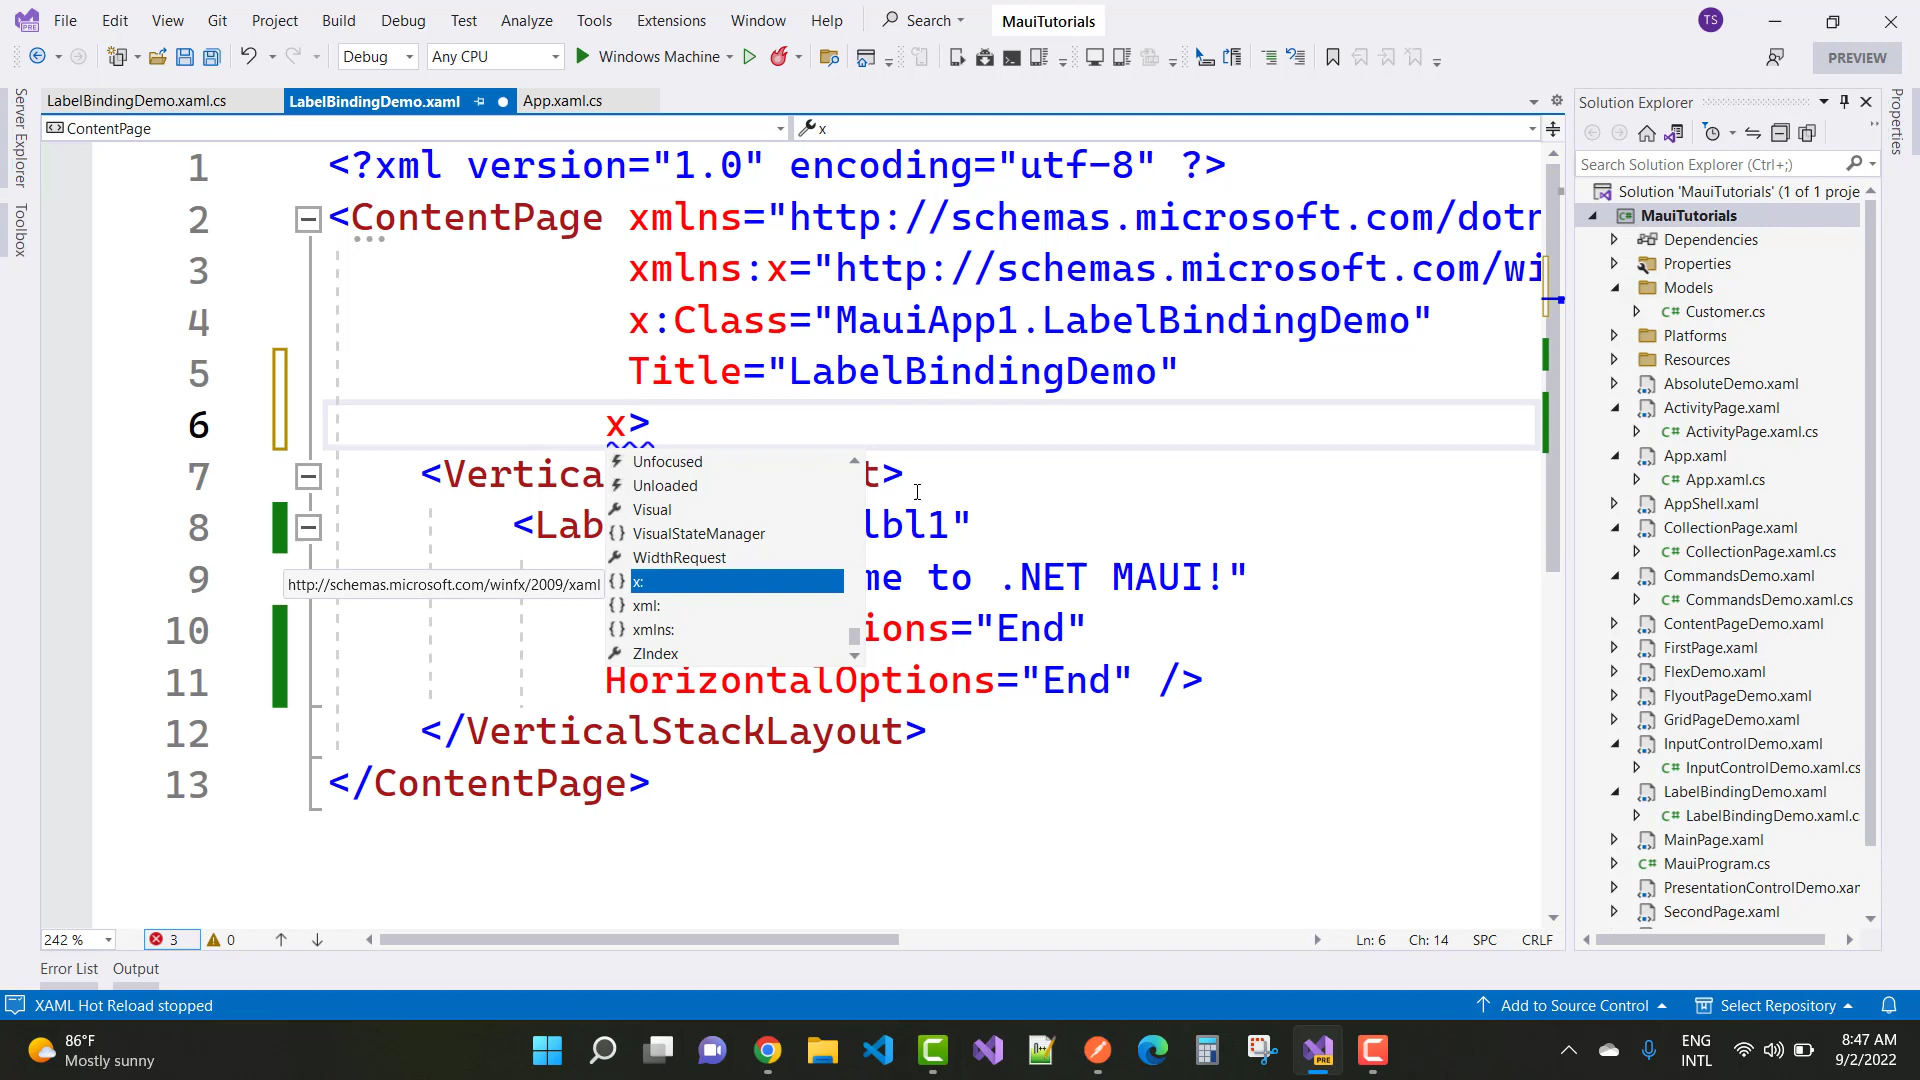 File Edit View Git Project Build Debug Test Analyze Tools Extensions Window Help Search MauiTutorials TS
Debug Any CPU Windows Machine PREVIEW
LabelBindingDemo.xaml.cs LabelBindingDemo.xaml App.xaml.cs
ContentPage x
Server Explorer
Toolbox
1 <?xml version="1.0" encoding="utf-8" ?>
2 <ContentPage xmlns="http://schemas.microsoft.com/dotn
3 xmlns:x="http://schemas.microsoft.com/wi
4 x:Class="MauiApp1.LabelBindingDemo"
5 Title="LabelBindingDemo"
6 x>
7 <Vertica t>
8 <Lab lbl1"
9 me to .NET MAUI!"
10 ions="End"
11 HorizontalOptions="End" />
12 </VerticalStackLayout>
13 </ContentPage>
Unfocused
Unloaded
Visual
VisualStateManager
WidthRequest
x:
xml:
xmlns:
ZIndex
http://schemas.microsoft.com/winfx/2009/xaml
242 % 3 0 Ln: 6 Ch: 14 SPC CRLF
Error List Output
Solution Explorer
Search Solution Explorer (Ctrl+;)
Solution 'MauiTutorials' (1 of 1 proje
C# MauiTutorials
Dependencies
Properties
Models
C# Customer.cs
Platforms
Resources
AbsoluteDemo.xaml
ActivityPage.xaml
C# ActivityPage.xaml.cs
App.xaml
C# App.xaml.cs
AppShell.xaml
CollectionPage.xaml
C# CollectionPage.xaml.cs
CommandsDemo.xaml
C# CommandsDemo.xaml.cs
ContentPageDemo.xaml
FirstPage.xaml
FlexDemo.xaml
FlyoutPageDemo.xaml
GridPageDemo.xaml
InputControlDemo.xaml
C# InputControlDemo.xaml.cs
LabelBindingDemo.xaml
C# LabelBindingDemo.xaml.c
MainPage.xaml
C# MauiProgram.cs
PresentationControlDemo.xar
SecondPage.xaml
Properties
XAML Hot Reload stopped Add to Source Control Select Repository
86°F
Mostly sunny
PRE
ENG
INTL
8:47 AM
9/2/2022